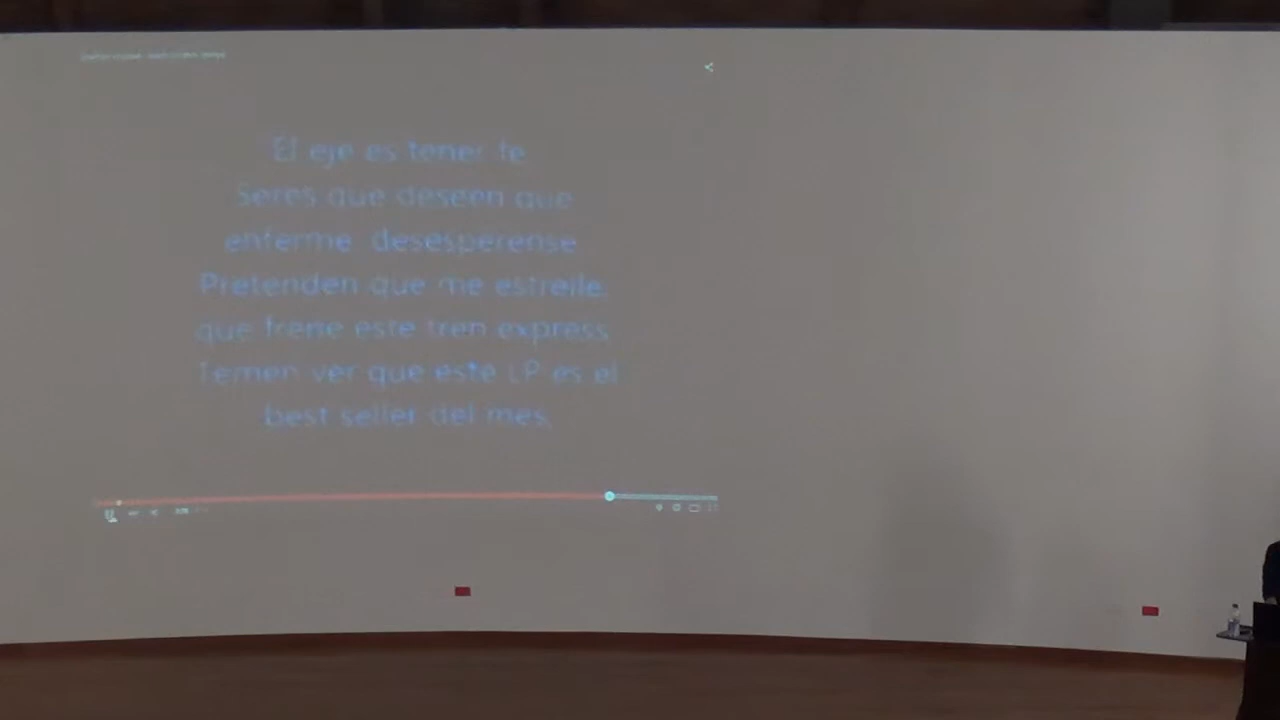 El eje es tener fe
Seres que deseen que
enferme desesperense
Pretenden que me estrelle,
que frene este tren express
Temen ver que este LP es el
best seller del mes,